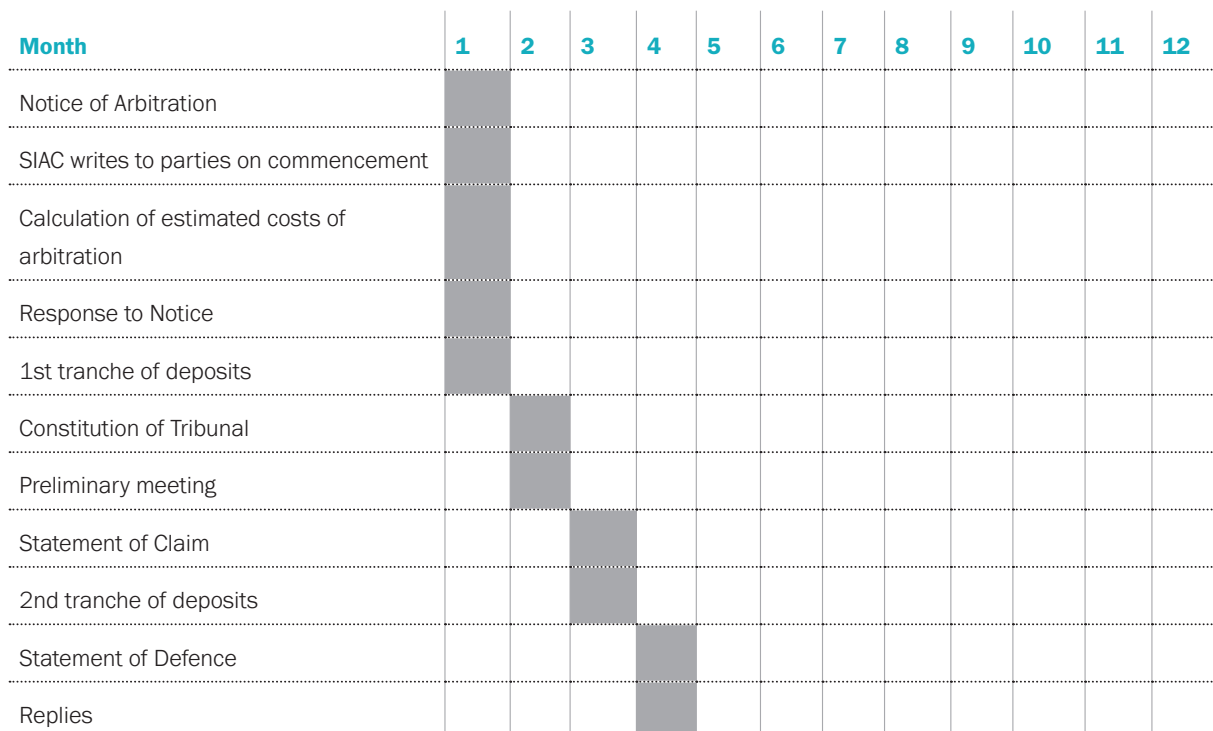 Month 1 2 3 4 5 6 7 8 9 10 11 12
Notice of Arbitration
SIAC writes to parties on commencement
Calculation of estimated costs of
arbitration
Response to Notice
1st tranche of deposits
Constitution of Tribunal
Preliminary meeting
Statement of Claim
2nd tranche of deposits
Statement of Defence
Replies